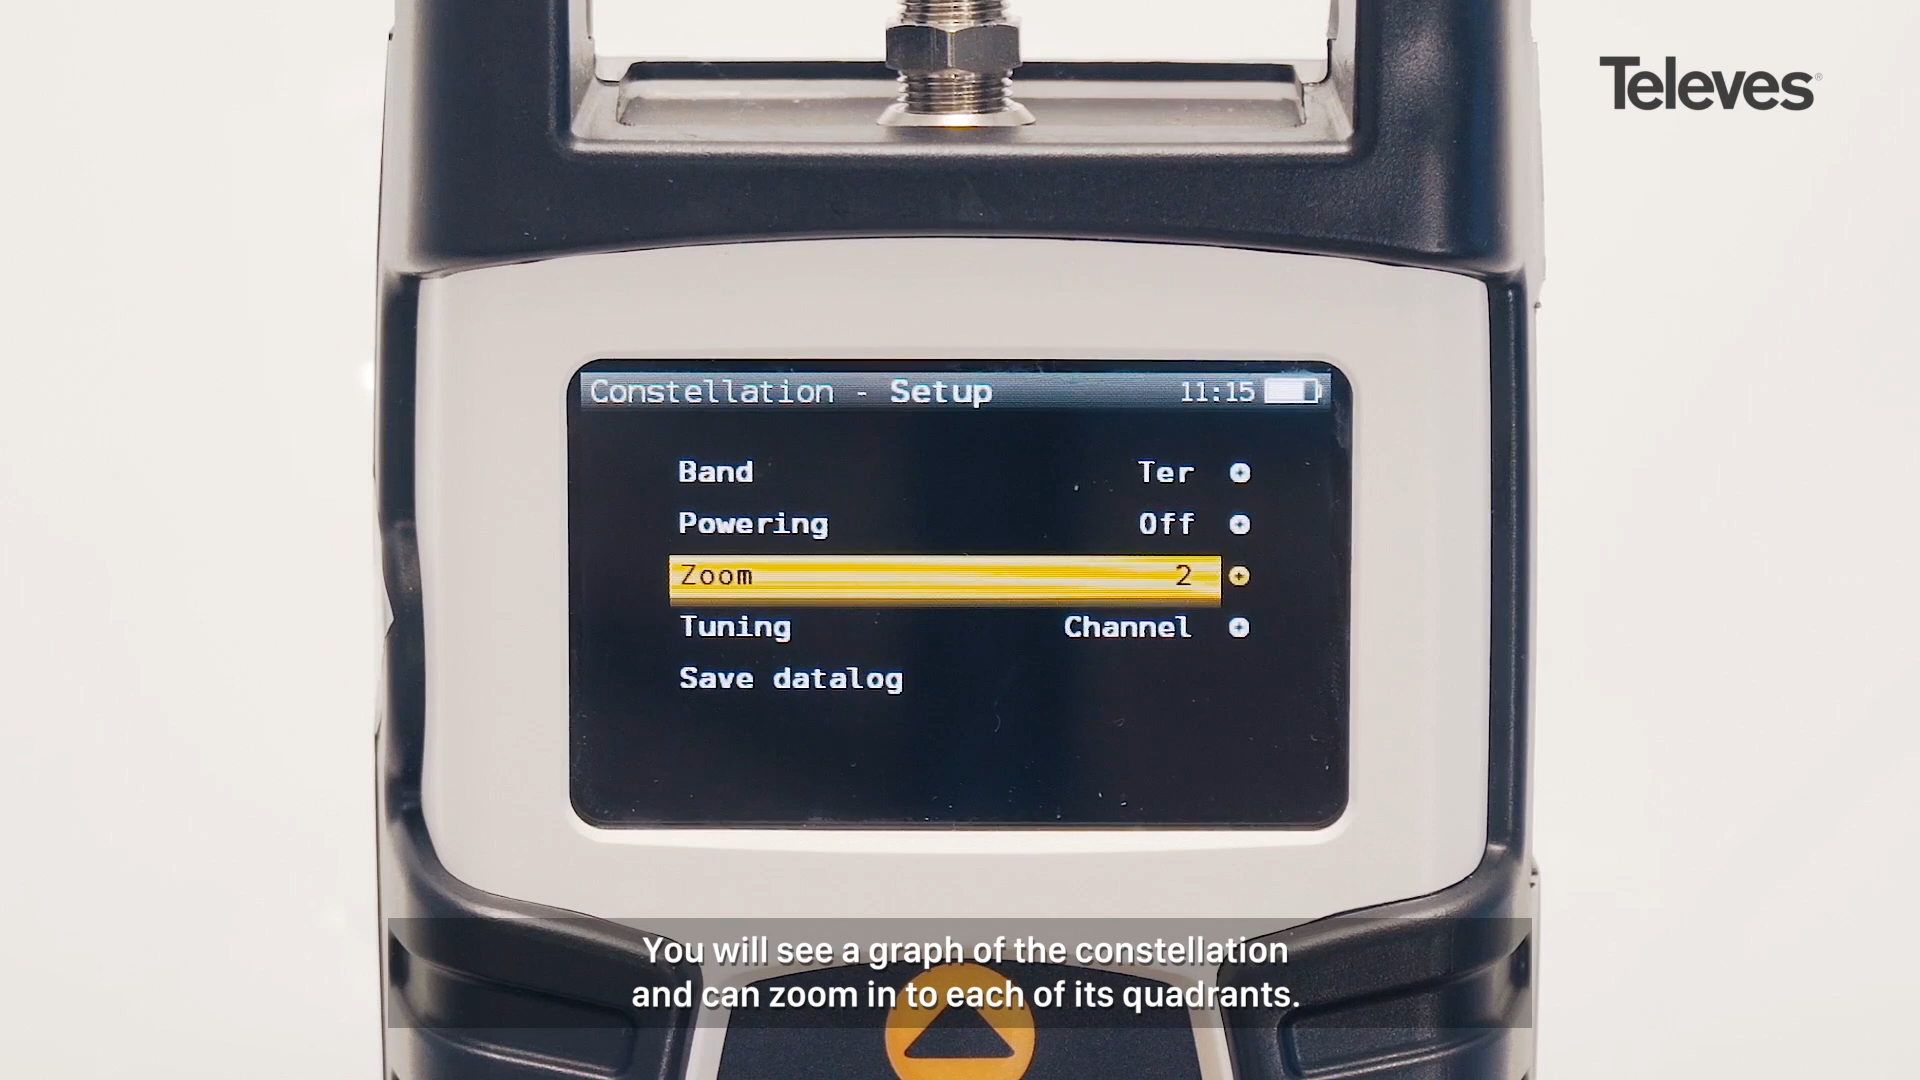 Televes
Constellation - Setup 11:15
Band Ter
Powering Off
Zoom 2
Tuning Channel
Save datalog
You will see a graph of the constellation
and can zoom in to each of its quadrants.